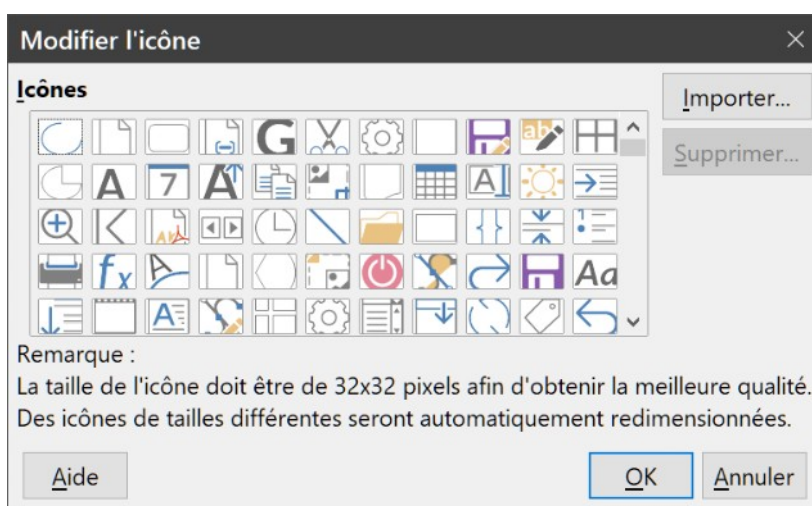 Modifier l'icône
Icônes
Importer...
Supprimer...
Remarque :
La taille de l'icône doit être de 32x32 pixels afin d'obtenir la meilleure qualité.
Des icônes de tailles différentes seront automatiquement redimensionnées.
Aide
OK
Annuler